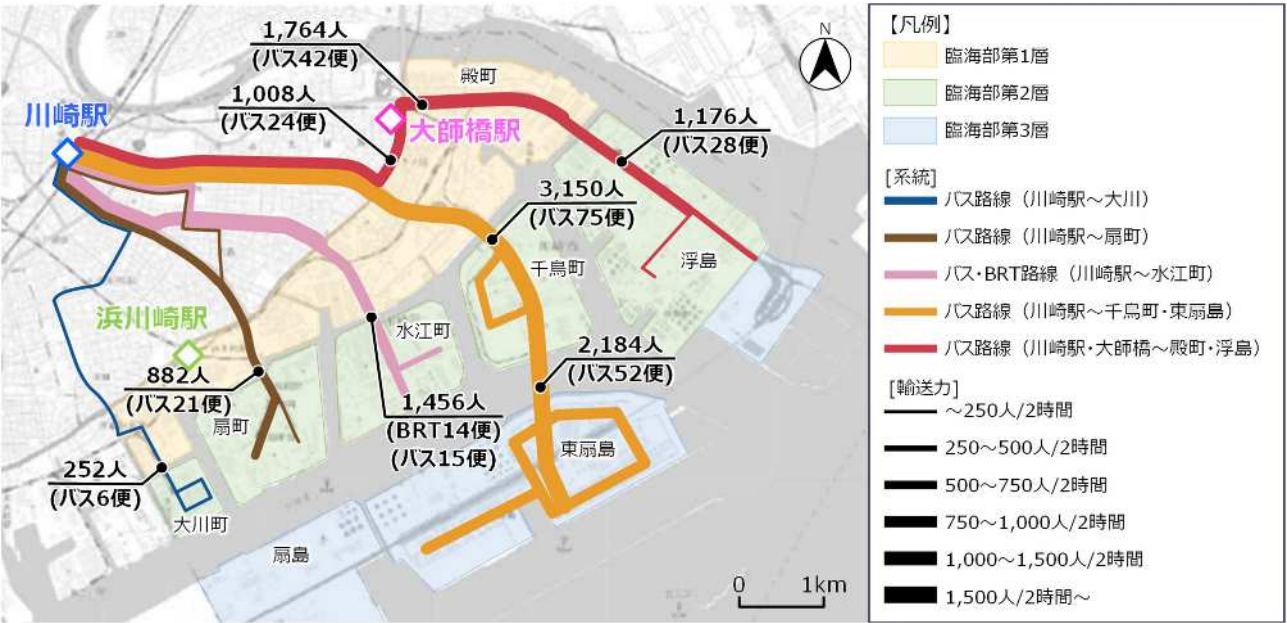 1,764人
(バス42便)
殿町
N
1,008人
(バス24便)
川崎駅
大師橋駅
1,176人
(バス28便)
3,150人
(バス75便)
千鳥町
浮島
浜川崎駅
水江町
2,184人
(バス52便)
882人
(バス21便)
扇町
1,456人
(BRT14便)
(バス15便)
東扇島
252人
(バス6便)
大川町
扇島
0 1km
【凡例】
臨海部第1層
臨海部第2層
臨海部第3層
[系統]
バス路線（川崎駅～大川）
バス路線（川崎駅～扇町）
バス・BRT路線（川崎駅～水江町）
バス路線（川崎駅～千鳥町・東扇島）
バス路線（川崎駅・大師橋～殿町・浮島）
[輸送力]
～250人/2時間
250～500人/2時間
500～750人/2時間
750～1,000人/2時間
1,000～1,500人/2時間
1,500人/2時間～